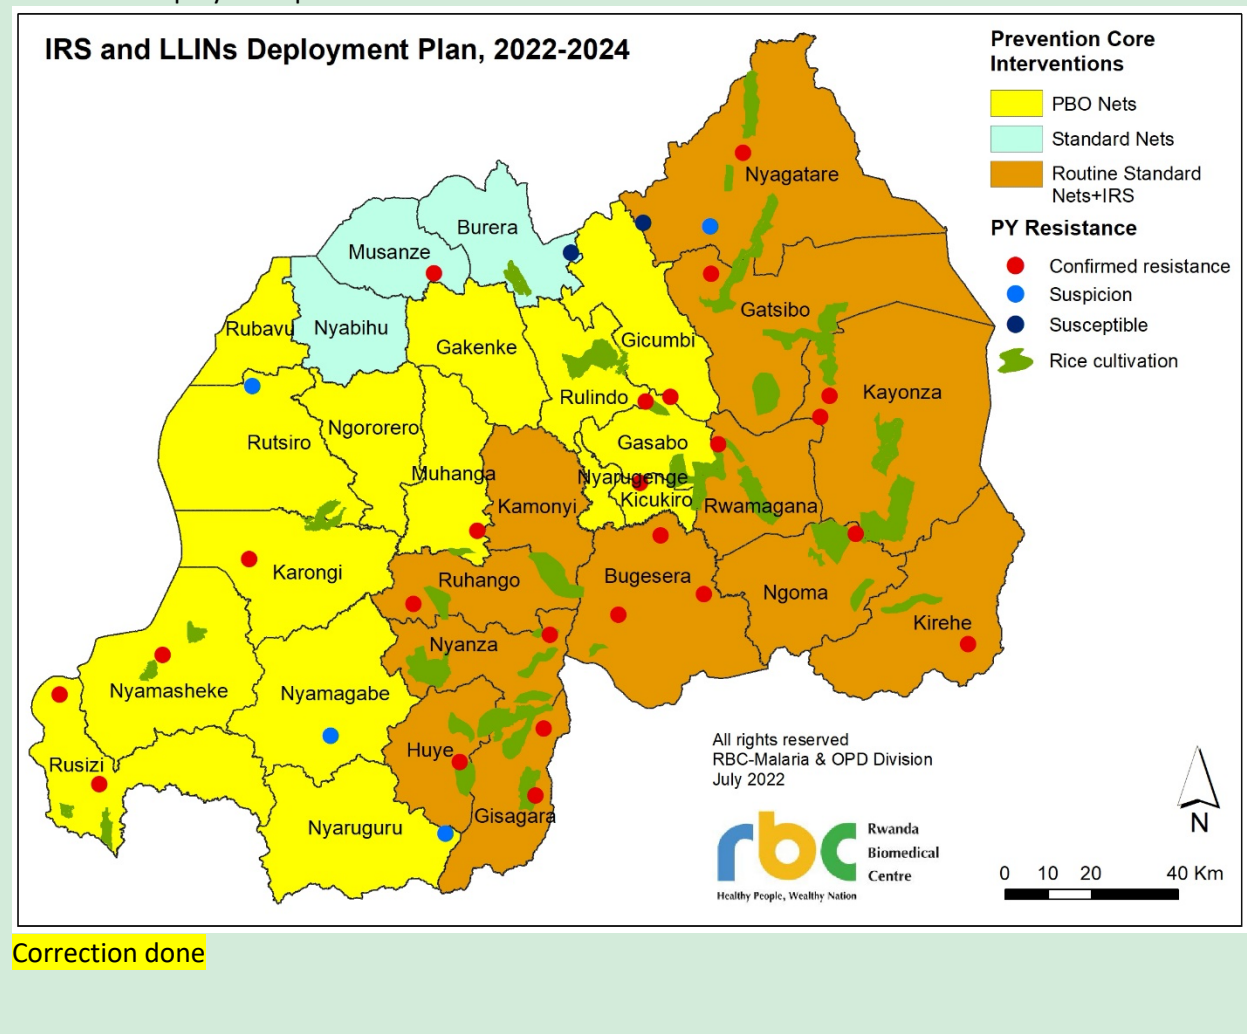 IRS and LLINs Deployment Plan, 2022-2024
Prevention Core
Interventions
PBO Nets
Standard Nets
Routine Standard
Nets+IRS
PY Resistance
Confirmed resistance
Suspicion
Susceptible
Rice cultivation
Nyagatare
Burera
Musanze
Rubavu
Nyabihu
Gatsibo
Gicumbi
Gakenke
Kayonza
Rulindo
Ngororero
Rutsiro
Gasabo
Muhanga
Nyarugenge
Kicukiro
Kamonyi
Rwamagana
Karongi
Ruhango
Bugesera
Ngoma
Kirehe
Nyanza
Nyamasheke
Nyamagabe
Huye
Rusizi
Gisagara
Nyaruguru
All rights reserved
RBC-Malaria & OPD Division
July 2022
rbc
Rwanda
Biomedical
Centre
Healthy People, Wealthy Nation
N
0 10 20 40 Km
Correction done